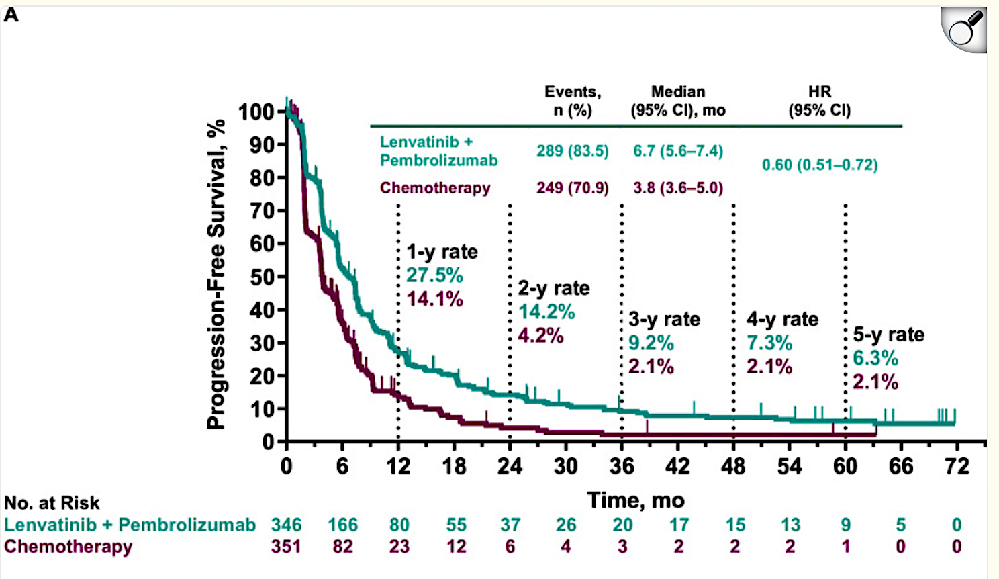 A
Events, Median HR
n (%) (95% CI), mo (95% CI)
Lenvatinib +
Pembrolizumab 289 (83.5) 6.7 (5.6–7.4) 0.60 (0.51–0.72)
Chemotherapy 249 (70.9) 3.8 (3.6–5.0)
Progression-Free Survival, %
100
90
80
70
60
50
40
30
20
10
0
1-y rate
27.5%
14.1%
2-y rate
14.2%
4.2%
3-y rate
9.2%
2.1%
4-y rate
7.3%
2.1%
5-y rate
6.3%
2.1%
0 6 12 18 24 30 36 42 48 54 60 66 72
Time, mo
No. at Risk
Lenvatinib + Pembrolizumab 346 166 80 55 37 26 20 17 15 13 9 5 0
Chemotherapy 351 82 23 12 6 4 3 2 2 2 1 0 0